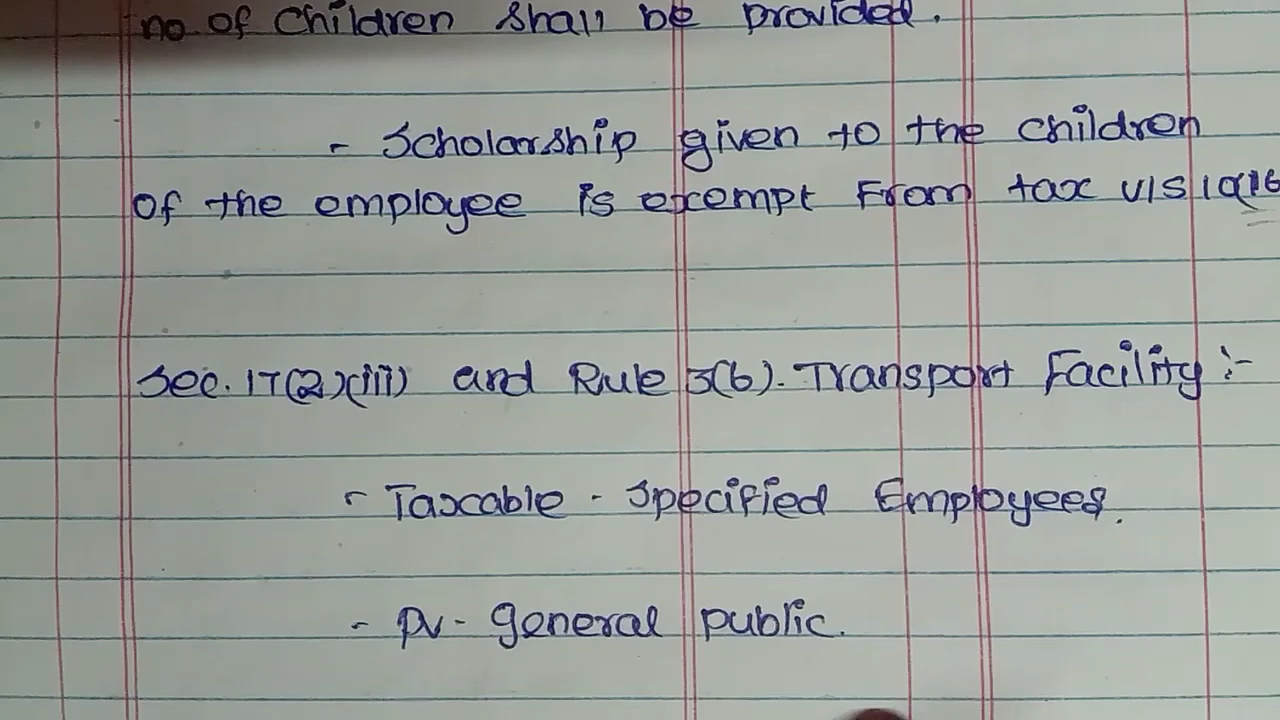 no of children shall be provided.
- Scholarship given to the children
of the employee is exempt from tax u/s 10(16
Sec. 17(2)(iii) and Rule 3(6). Transport Facility :-
- Taxable - Specified Employees.
- PV - general public.